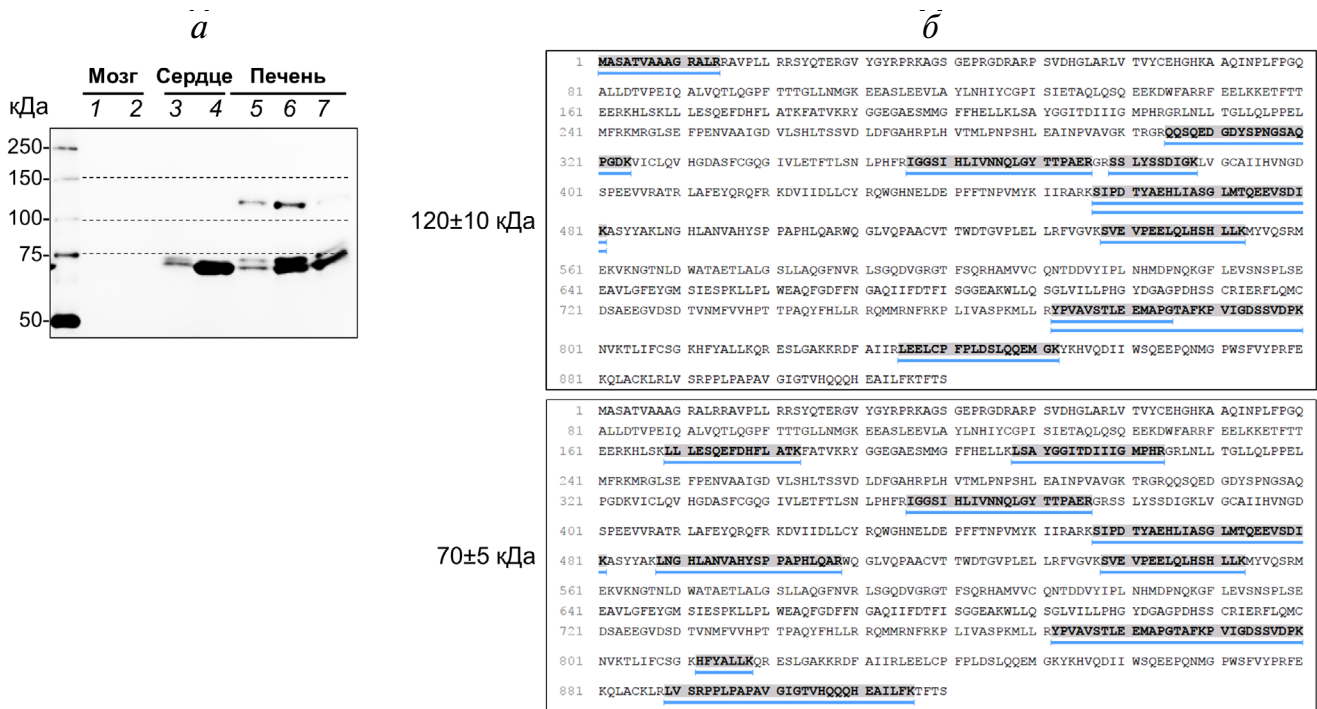 а
б
Мозг Сердце Печень
кДа 1 2 3 4 5 6 7
250-
150-
100-
75-
50-
120±10 кДа
1 MASATVAAAG RALRRAVPLL RRSYQTERGV YGYRPRKAGS GEPRGDRARP SVDHGLARLV TVYCEHGHKA AQINPLFPGQ
81 ALLDTVPEIQ ALVQTLQGPF TTTGLLNMGK EEASLEEVLA YLNHIYCGPI SIETAQLQSQ EEKDWFARRF EELKKETFTT
161 EERKHLSKLL LESQEFDHFL ATKFATVKRY GGEGAESMMG FFHELLKLSA YGGITDIIIG MPHRGRLNLL TGLLQLPPEL
241 MFRKMRGLSE FPENVAAIGD VLSHLTSSVD LDFGAHRPLH VTMLPNPSHL EAINPVAVGK TRGRQQSQED GDYSPNGSAQ
321 PGDKVICLQV HGDASFCGQG IVLETFTLSN LPHFRIGGSI HLIVNNQLGY TTPAERGRSS LYSSDIGKLV GCAIIHVNGD
401 SPEEVVRATR LAFEYQRQFR KDVIIDLLCY RQWGHNELDE PFFTNPVMYK IIRARKSIPD TYAEHLIASG LMTQEEVSDI
481 KASYYAKLNG HLANVAHYSP PAPHLQARWQ GLVQPAACVT TWDTGVPLEL LRFVGVKSVE VPEELQLHSH LLKMYVQSRM
561 EKVKNGTNLD WATAETLALG SLLAQGFNVR LSGQDVGRGT FSQRHAMVVC QNTDDVYIPL NHMDPNQKGF LEVSNSPLSE
641 EAVLGFEYGM SIESPKLLPL WEAQFGDFFN GAQIIFDTFI SGGEAKWLLQ SGLVILLPHG YDGAGPDHSS CRIERFLQMC
721 DSAEEGVDSD TVNMFVVHPT TPAQYFHLLR RQMMRNFRKP LIVASPKMLL RYPVAVSTLE EMAPGTAFKP VIGDSSVDPK
801 NVKTLIFCSG KHFYALLKQR ESLGAKKRDF AIIRLEELCP FPLDSLQQEM GKYKHVQDII WSQEEPQNMG PWSFVYPRFE
881 KQLACKLRLV SRPPLPAPAV GIGTVHQQQH EAILFKTFTS
70±5 кДа
1 MASATVAAAG RALRRAVPLL RRSYQTERGV YGYRPRKAGS GEPRGDRARP SVDHGLARLV TVYCEHGHKA AQINPLFPGQ
81 ALLDTVPEIQ ALVQTLQGPF TTTGLLNMGK EEASLEEVLA YLNHIYCGPI SIETAQLQSQ EEKDWFARRF EELKKETFTT
161 EERKHLSKLL LESQEFDHFL ATKFATVKRY GGEGAESMMG FFHELLKLSA YGGITDIIIG MPHRGRLNLL TGLLQLPPEL
241 MFRKMRGLSE FPENVAAIGD VLSHLTSSVD LDFGAHRPLH VTMLPNPSHL EAINPVAVGK TRGRQQSQED GDYSPNGSAQ
321 PGDKVICLQV HGDASFCGQG IVLETFTLSN LPHFRIGGSI HLIVNNQLGY TTPAERGRSS LYSSDIGKLV GCAIIHVNGD
401 SPEEVVRATR LAFEYQRQFR KDVIIDLLCY RQWGHNELDE PFFTNPVMYK IIRARKSIPD TYAEHLIASG LMTQEEVSDI
481 KASYYAKLNG HLANVAHYSP PAPHLQARWQ GLVQPAACVT TWDTGVPLEL LRFVGVKSVE VPEELQLHSH LLKMYVQSRM
561 EKVKNGTNLD WATAETLALG SLLAQGFNVR LSGQDVGRGT FSQRHAMVVC QNTDDVYIPL NHMDPNQKGF LEVSNSPLSE
641 EAVLGFEYGM SIESPKLLPL WEAQFGDFFN GAQIIFDTFI SGGEAKWLLQ SGLVILLPHG YDGAGPDHSS CRIERFLQMC
721 DSAEEGVDSD TVNMFVVHPT TPAQYFHLLR RQMMRNFRKP LIVASPKMLL RYPVAVSTLE EMAPGTAFKP VIGDSSVDPK
801 NVKTLIFCSG KHFYALLKQR ESLGAKKRDF AIIRLEELCP FPLDSLQQEM GKYKHVQDII WSQEEPQNMG PWSFVYPRFE
881 KQLACKLRLV SRPPLPAPAV GIGTVHQQQH EAILFKTFTS